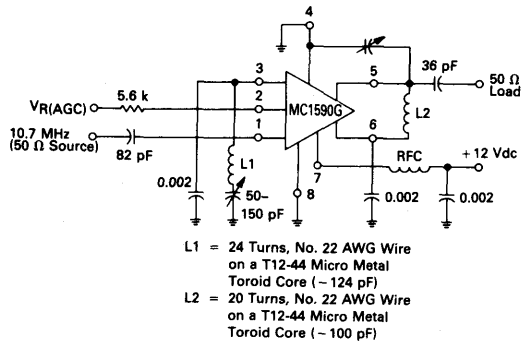 4
36 pF
50 Ω
Load
5
3
5.6 k
VR(AGC)
2
MC1590G
L2
10.7 MHz
(50 Ω Source)
1
6
82 pF
L1
RFC
+ 12 Vdc
7
0.002
50–
150 pF
8
0.002
0.002
L1 = 24 Turns, No. 22 AWG Wire
on a T12-44 Micro Metal
Toroid Core (~124 pF)
L2 = 20 Turns, No. 22 AWG Wire
on a T12-44 Micro Metal
Toroid Core (~100 pF)